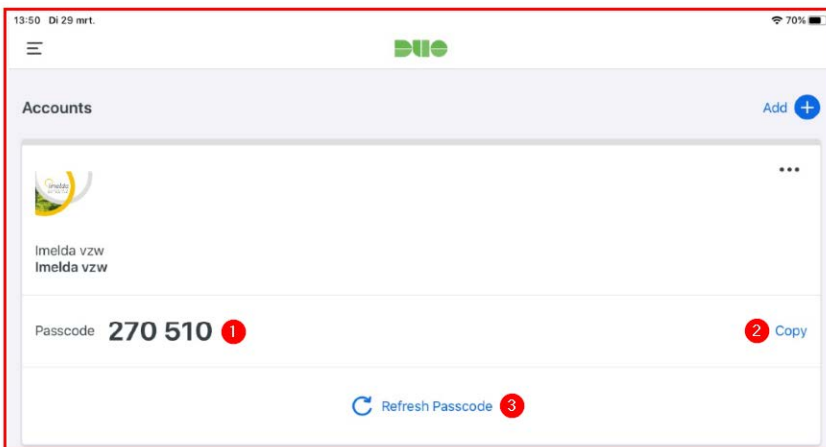 13:50 Di 29 mrt.
70%
DUO
Accounts
Add
imelda
Imelda vzw
Imelda vzw
Passcode 270 510 1
2 Copy
Refresh Passcode 3